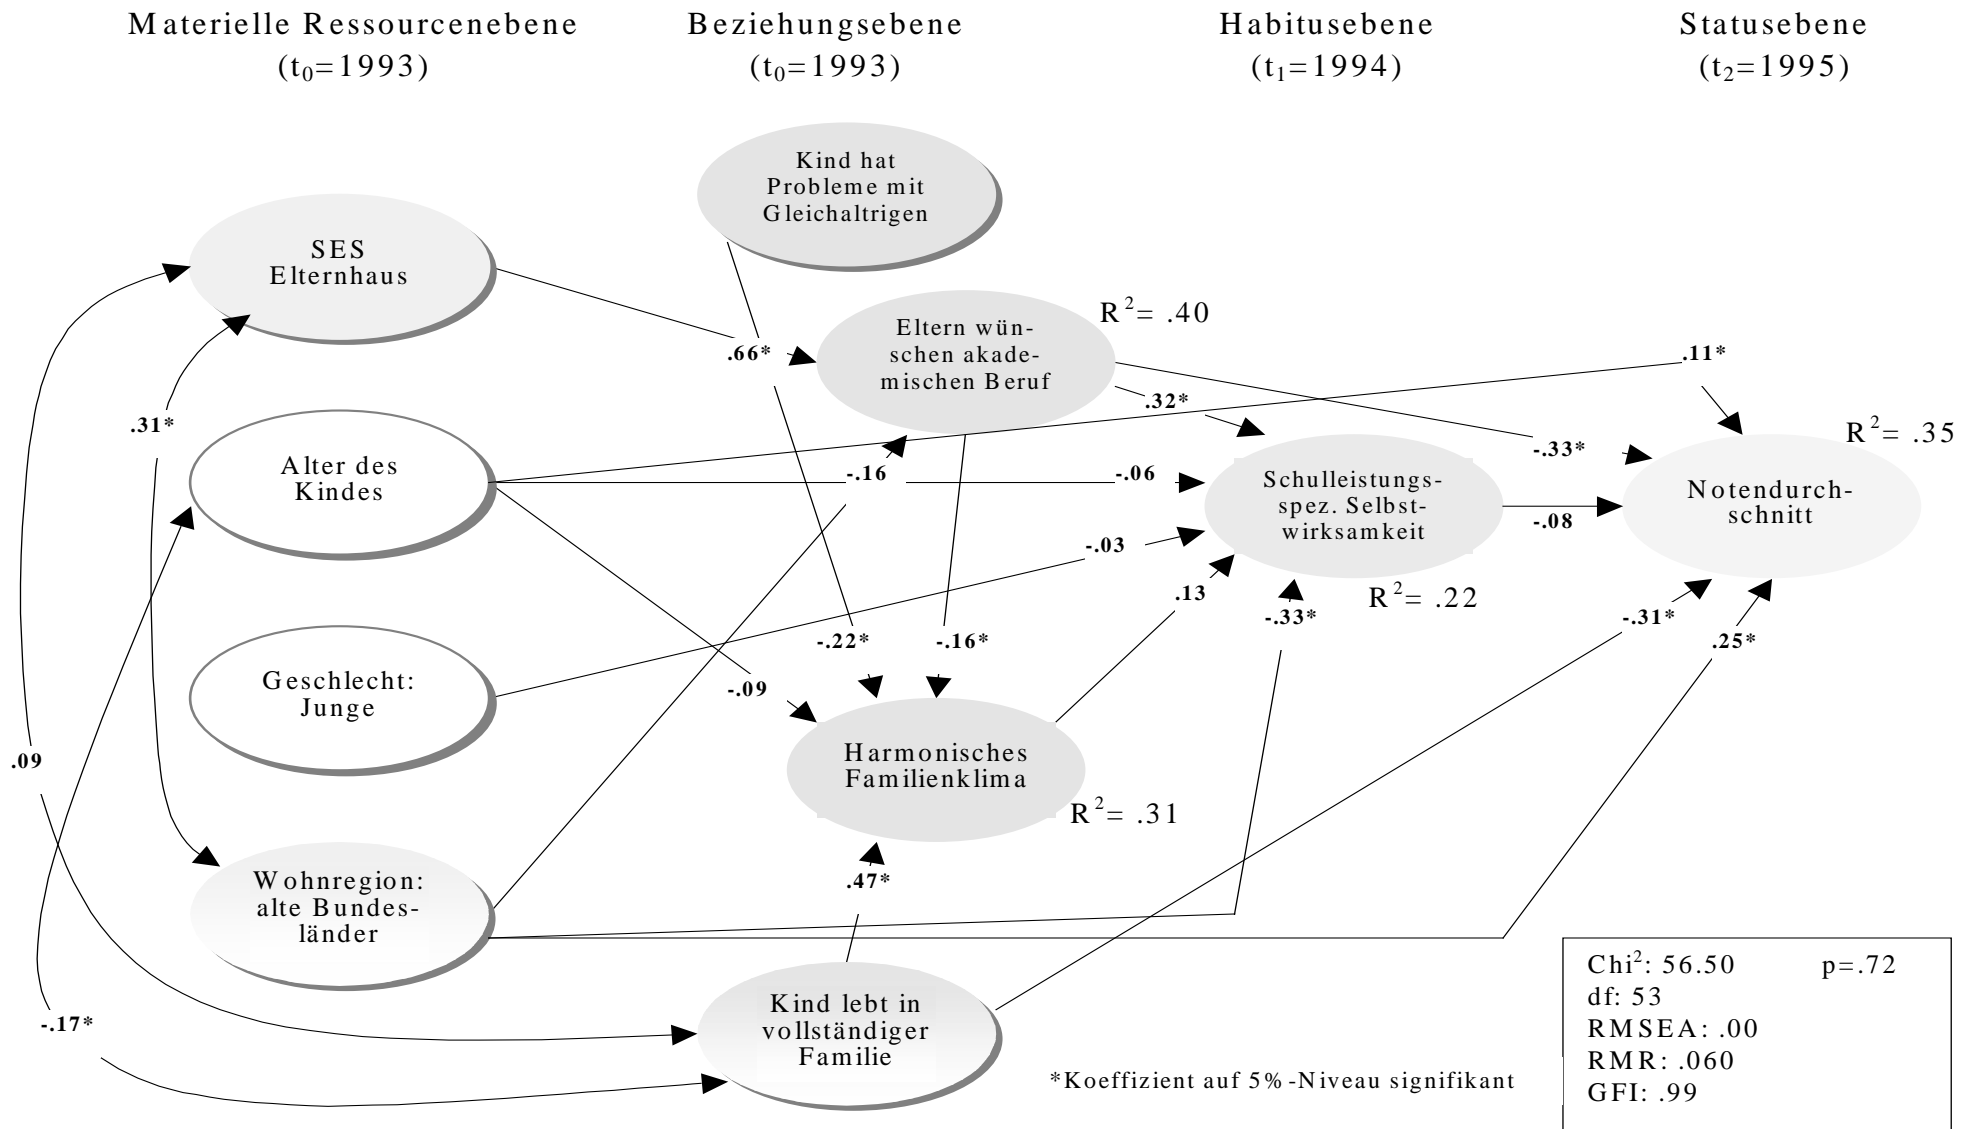 Materielle Ressourcenebene
(t₀=1993)
Beziehungsebene
(t₀=1993)
Habitusebene
(t₁=1994)
Statusebene
(t₂=1995)
Kind hat
Probleme mit
Gleichaltrigen
SES
Elternhaus
Eltern wün-
schen akade-
mischen Beruf
R²= .40
.66*
.11*
.32*
.31*
-.33*
R²= .35
Alter des
Kindes
-.16
-.06
Schulleistungs-
spez. Selbst-
wirksamkeit
-.08
Notendurch-
schnitt
-.03
.13
R²= .22
-.33*
-.31*
.25*
-.22*
-.16*
Geschlecht:
Junge
-.09
.09
Harmonisches
Familienklima
R²= .31
.47*
Wohnregion:
alte Bundes-
länder
-.17*
Kind lebt in
vollständiger
Familie
*Koeffizient auf 5%-Niveau signifikant
Chi²: 56.50 p=.72
df: 53
RMSEA: .00
RMR: .060
GFI: .99